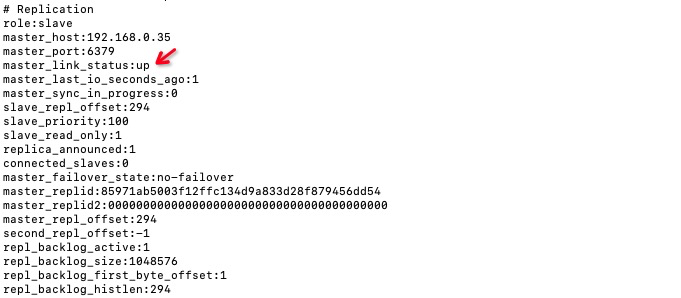 # Replication
role:slave
master_host:192.168.0.35
master_port:6379
master_link_status:up
master_last_io_seconds_ago:1
master_sync_in_progress:0
slave_repl_offset:294
slave_priority:100
slave_read_only:1
replica_announced:1
connected_slaves:0
master_failover_state:no-failover
master_replid:85971ab5003f12ffc134d9a833d28f879456dd54
master_replid2:0000000000000000000000000000000000000000
master_repl_offset:294
second_repl_offset:-1
repl_backlog_active:1
repl_backlog_size:1048576
repl_backlog_first_byte_offset:1
repl_backlog_histlen:294